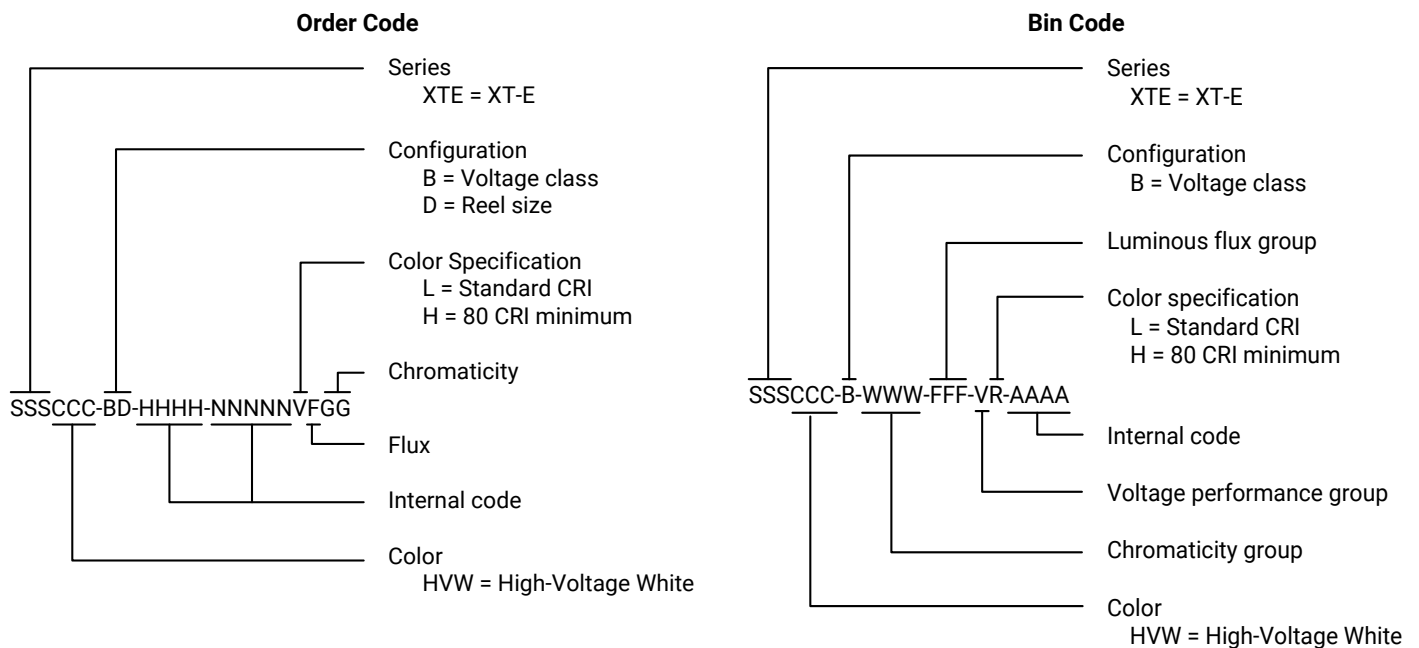 Order Code
Series
XTE = XT-E
Configuration
B = Voltage class
D = Reel size
Color Specification
L = Standard CRI
H = 80 CRI minimum
Chromaticity
SSSCCC-BD-HHHH-NNNNNVFGG
Flux
Internal code
Color
HVW = High-Voltage White
Bin Code
Series
XTE = XT-E
Configuration
B = Voltage class
Luminous flux group
Color specification
L = Standard CRI
H = 80 CRI minimum
SSSCCC-B-WWW-FFF-VR-AAAA
Internal code
Voltage performance group
Chromaticity group
Color
HVW = High-Voltage White